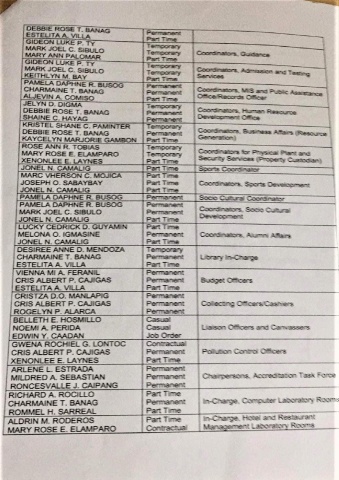 DEBBIE ROSE T. BANAG Permanent
ESTELITA A. VILLA Part Time
GIDEON LUKE P. TY Temporary Coordinators, Guidance
MARK JOEL C. SIBULO Temporary
MARY ANN PALOMAR Part Time
GIDEON LUKE P. TY Temporary Coordinators, Admission and Testing
MARK JOEL C. SIBULO Temporary Services
KEITHLYN M. BAY Part Time
PAMELA DAPHNE R. BUSOG Permanent Coordinators, MIS and Public Assistance
CHARMAINE T. BANAG Permanent Office/Records Officer
ALJEVIN A. COMISO Part Time
JELYN D. DIGMA Temporary Coordinators, Human Resource
DEBBIE ROSE T. BANAG Permanent Development Office
SHAINE C. HAYAG Permanent
KRISTEL SHANE C. PAMINTER Temporary Coordinators, Business Affairs (Resource
DEBBIE ROSE T. BANAG Permanent Generation)
KAYCELYN MARJORIE GAMBON Part Time
ROSE ANN R. TOBIAS Temporary Coordinators for Physical Plant and
MARY ROSE E. ELAMPARO Temporary Security Services (Property Custodian)
XENONLEE E. LAYNES Part Time
JONEL N. CAMALIG Part Time Sports Coordinator
MARC VHERSON C. MOJICA Part Time Coordinators, Sports Development
JOSEPH O. SABAYBAY Part Time
JONEL N. CAMALIG Part Time
PAMELA DAPHNE R. BUSOG Permanent Socio Cultural Coordinator
PAMELA DAPHNE R. BUSOG Permanent Coordinators, Socio Cultural
MARK JOEL C. SIBULO Permanent Development
JONEL N. CAMALIG Part Time
LUCKY CEDRICK D. GUYAMIN Part Time Coordinators, Alumni Affairs
MELONA O. IGMASINE Permanent
JONEL N. CAMALIG Part Time
DESIREE ANNE D. MENDOZA Temporary Library In-Charge
CHARMAINE T. BANAG Permanent
ESTELITA A. VILLA Part Time
VIENNA MI A. FERANIL Permanent Budget Officers
CRIS ALBERT P. CAJIGAS Permanent
ESTELITA A. VILLA Part Time
CRISTZA D.O. MANLAPIG Permanent Collecting Officers/Cashiers
CRIS ALBERT P. CAJIGAS Permanent
ROGELYN P. ALARCA Permanent
BELLETH E. HOSMILLO Casual Liaison Officers and Canvassers
NOEMI A. PERIDA Casual
EDWIN Y. CAADAN Job Order
GWENA ROCHIEL G. LONTOC Contractual Pollution Control Officers
CRIS ALBERT P. CAJIGAS Permanent
XENONLEE E. LAYNES Part Time
ARLENE L. ESTRADA Permanent Chairpersons, Accreditation Task Force
MILDRED A. SEBASTIAN Permanent
RONCESVALLE J. CAIPANG Permanent
RICHARD A. ROCILLO Part Time In-Charge, Computer Laboratory Rooms
CHARMAINE T. BANAG Permanent
ROMMEL H. SARREAL Part Time
ALDRIN M. RODEROS Part Time In-Charge, Hotel and Restaurant
MARY ROSE E. ELAMPARO Contractual Management Laboratory Rooms